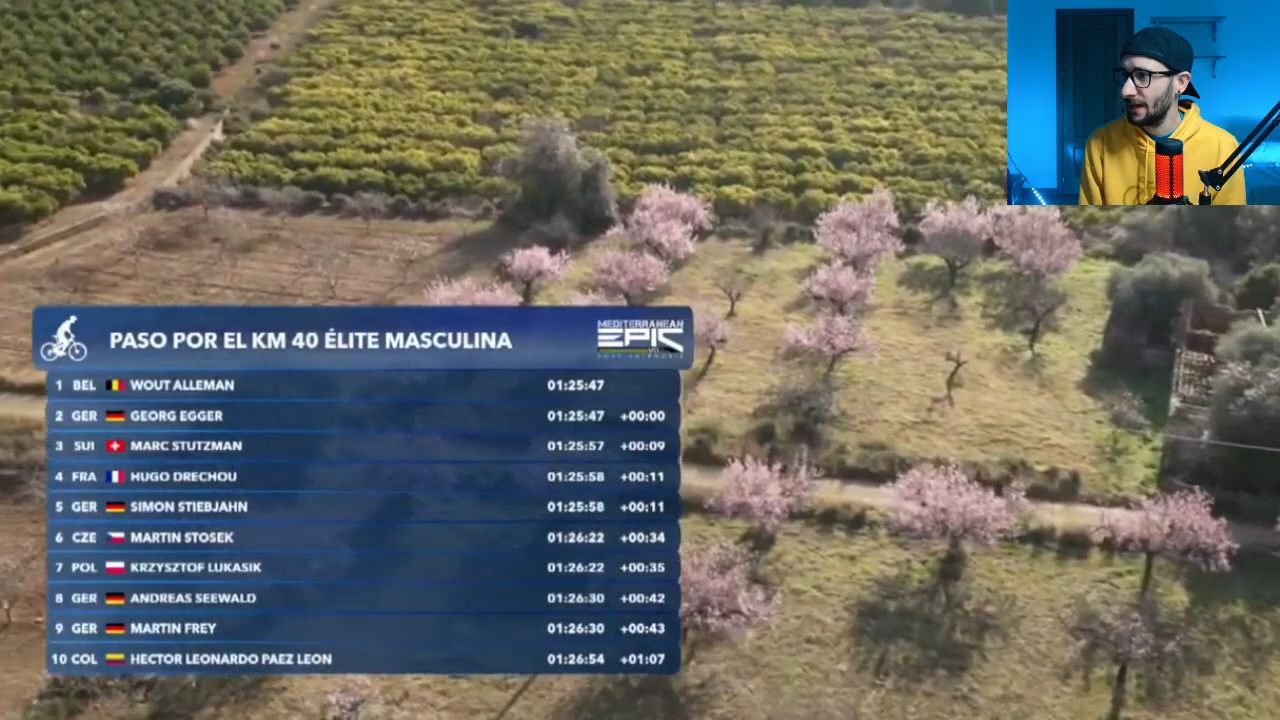 PASO POR EL KM 40 ÉLITE MASCULINA
MEDITERRANEAN
EPIC
1 BEL WOUT ALLEMAN 01:25:47
2 GER GEORG EGGER 01:25:47 +00:00
3 SUI MARC STUTZMAN 01:25:57 +00:09
4 FRA HUGO DRECHOU 01:25:58 +00:11
5 GER SIMON STIEBJAHN 01:25:58 +00:11
6 CZE MARTIN STOSEK 01:26:22 +00:34
7 POL KRZYSZTOF LUKASIK 01:26:22 +00:35
8 GER ANDREAS SEEWALD 01:26:30 +00:42
9 GER MARTIN FREY 01:26:30 +00:43
10 COL HECTOR LEONARDO PAEZ LEON 01:26:54 +01:07